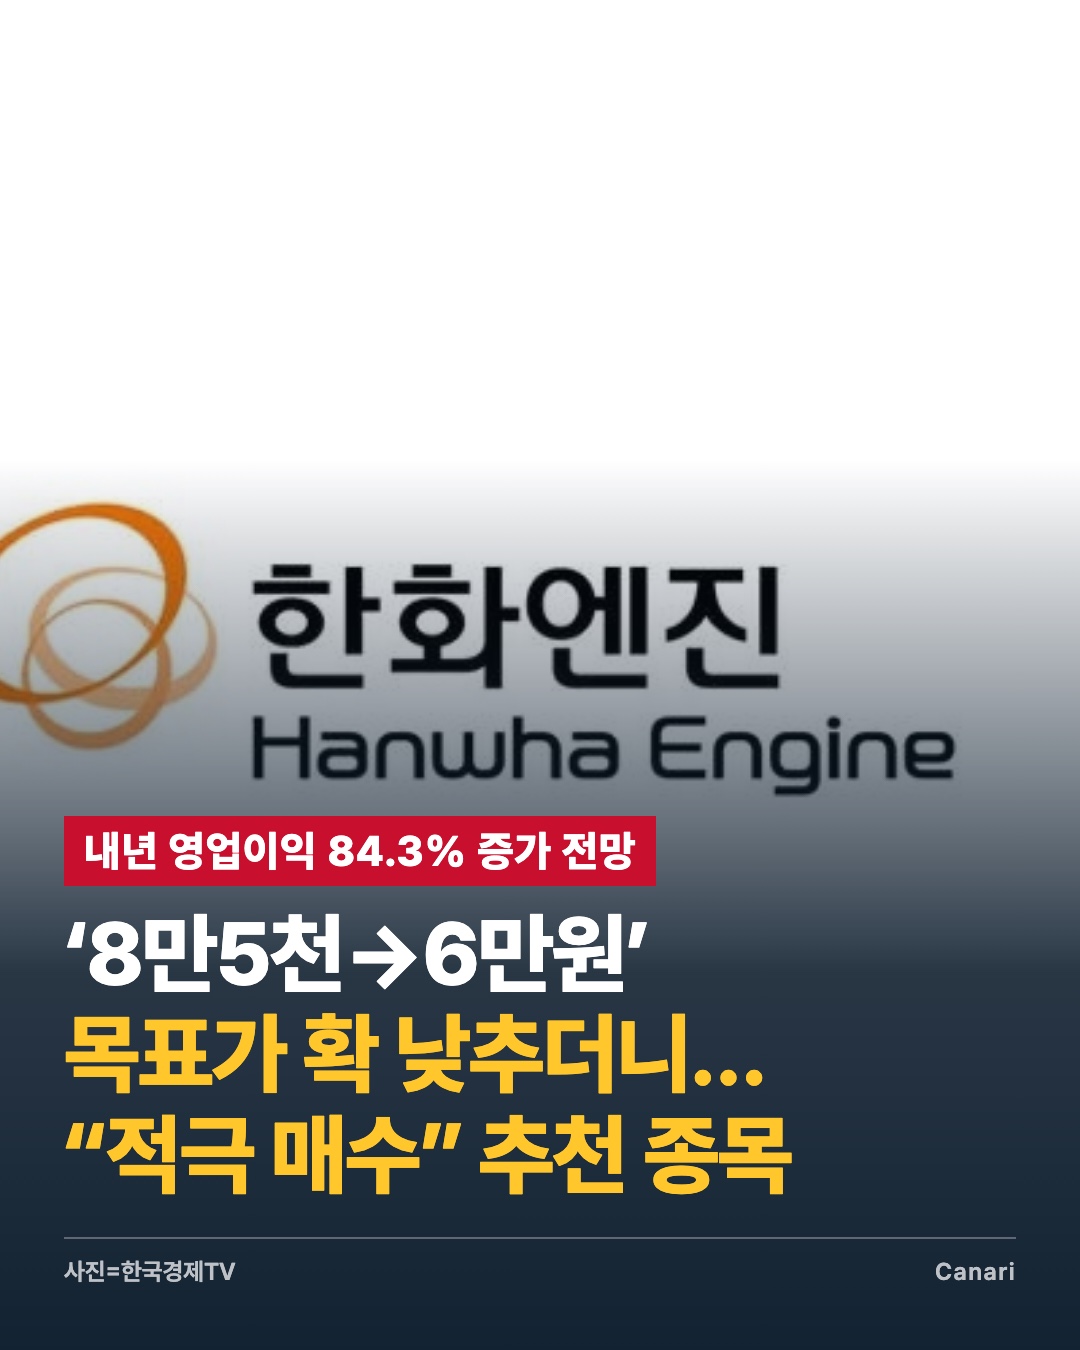 한화엔진
Hanwha Engine
내년 영업이익 84.3% 증가 전망
‘8만5천→6만원’
목표가 확 낮추더니...
“적극 매수” 추천 종목
사진=한국경제TV
Canari